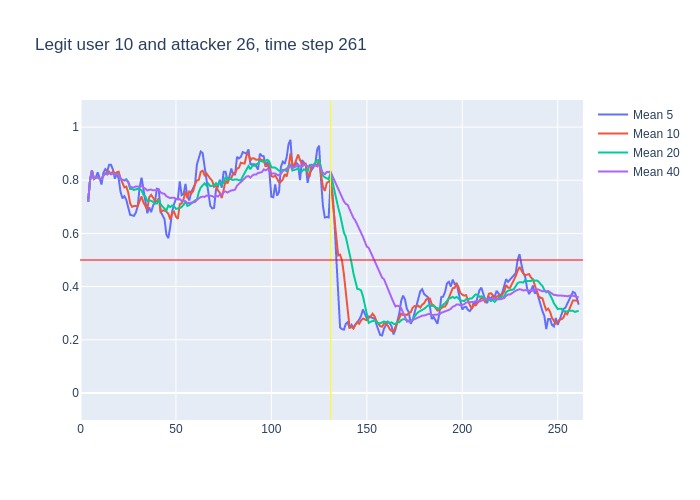 Legit user 10 and attacker 26, time step 261
Mean 5
Mean 10
Mean 20
Mean 40
1
0.8
0.6
0.4
0.2
0
0 50 100 150 200 250